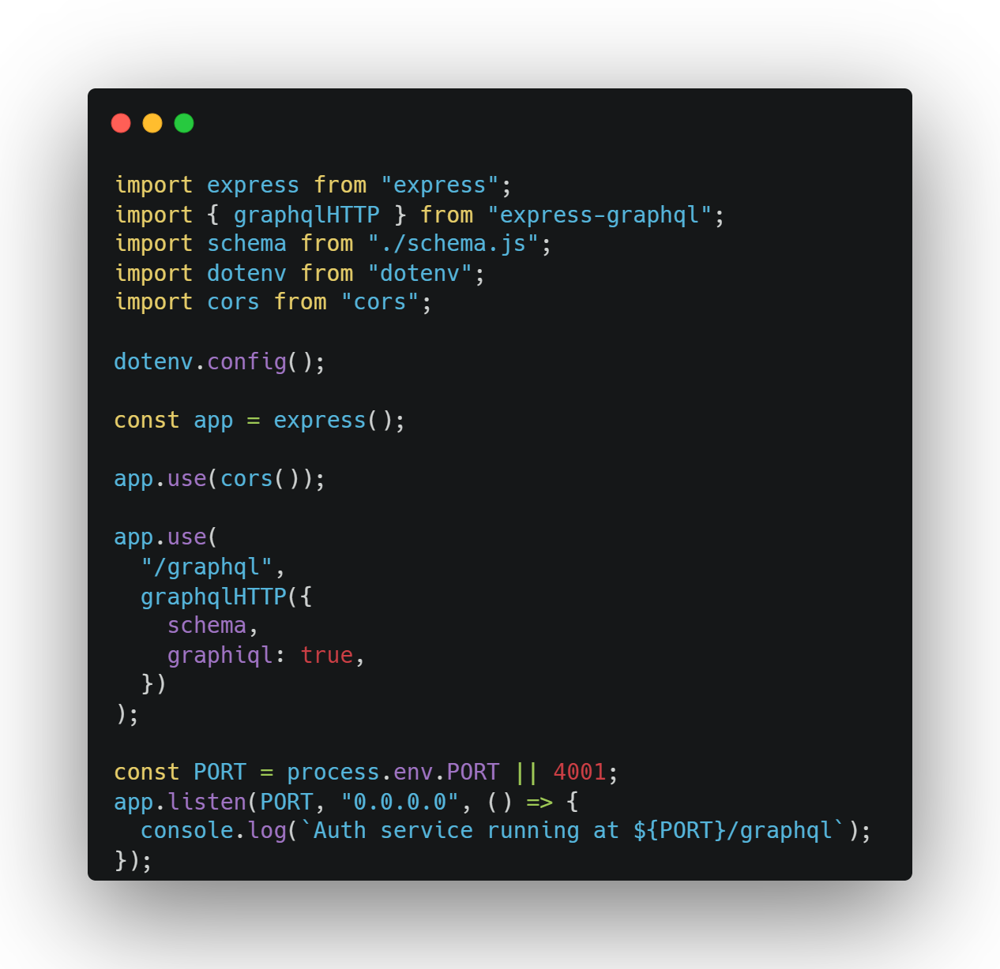 import express from "express";
import { graphqlHTTP } from "express-graphql";
import schema from "./schema.js";
import dotenv from "dotenv";
import cors from "cors";

dotenv.config();

const app = express();

app.use(cors());

app.use(
  "/graphql",
  graphqlHTTP({
    schema,
    graphiql: true,
  })
);

const PORT = process.env.PORT || 4001;
app.listen(PORT, "0.0.0.0", () => {
  console.log(`Auth service running at ${PORT}/graphql`);
});